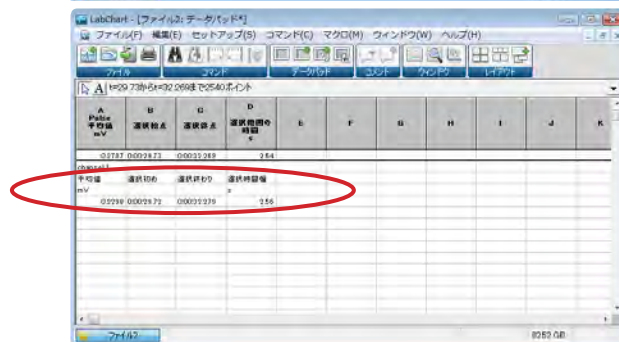 LabChart - [ファイル2: データパッド*]
ファイル(F) 編集(E) セットアップ(S) コマンド(C) マクロ(M) ウィンドウ(W) ヘルプ(H)
ファイル コマンド データパッド コメント ウィンドウ レイアウト
A t=29.73からt=32.269まで2540ポイント
A B C D E F G H I J K
Pulse
平均値 選択始点 選択終点 選択範囲の時間
mV s
0.2787 0:00:29.73 0:00:32.269 2.54
channel 1
平均値 選択初め 選択終わり 選択時間幅
mV s
0:00:29.72 0:00:32.279 2.56
ファイル2